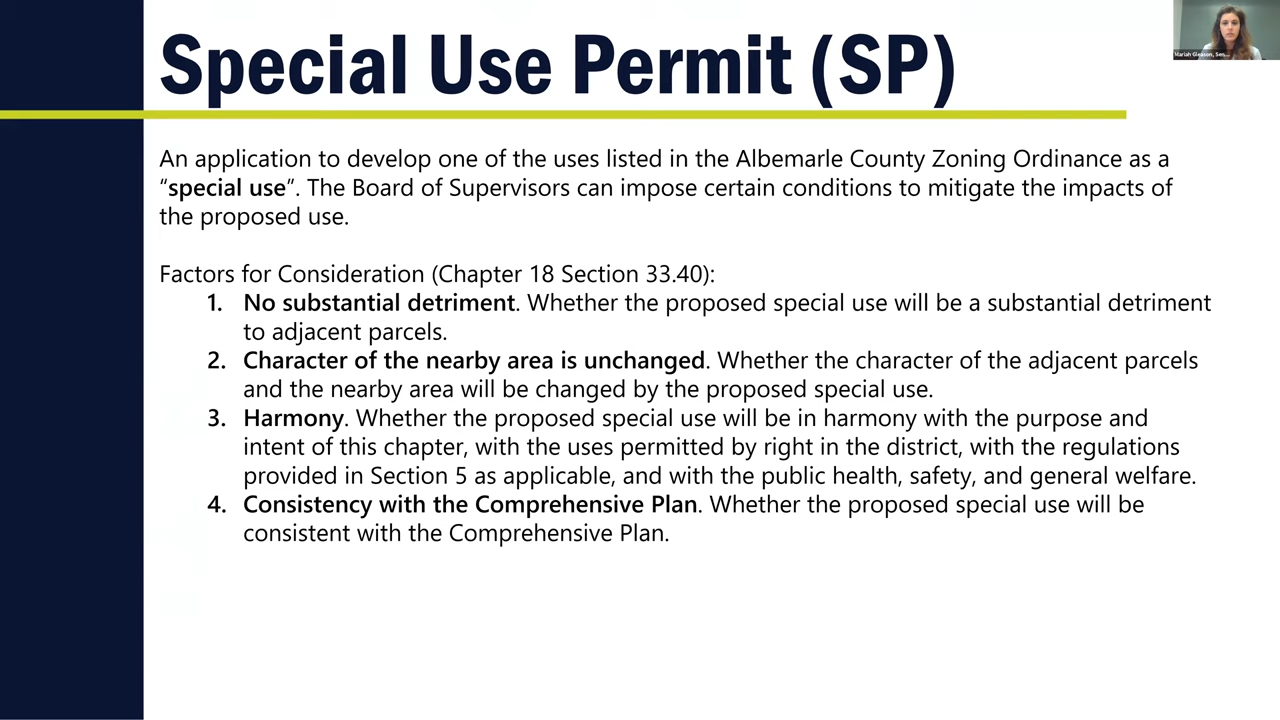 Special Use Permit (SP)
Mariah Gleason, Sen...
An application to develop one of the uses listed in the Albemarle County Zoning Ordinance as a
“special use”. The Board of Supervisors can impose certain conditions to mitigate the impacts of
the proposed use.
Factors for Consideration (Chapter 18 Section 33.40):
1. No substantial detriment. Whether the proposed special use will be a substantial detriment
to adjacent parcels.
2. Character of the nearby area is unchanged. Whether the character of the adjacent parcels
and the nearby area will be changed by the proposed special use.
3. Harmony. Whether the proposed special use will be in harmony with the purpose and
intent of this chapter, with the uses permitted by right in the district, with the regulations
provided in Section 5 as applicable, and with the public health, safety, and general welfare.
4. Consistency with the Comprehensive Plan. Whether the proposed special use will be
consistent with the Comprehensive Plan.